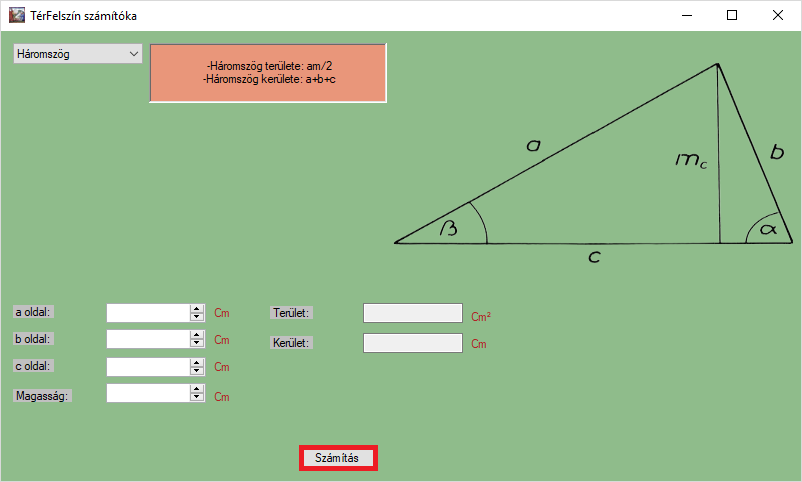 TérFelszín számítóka
Háromszög
-Háromszög területe: am/2
-Háromszög kerülete: a+b+c
a
b
mc
β
α
c
a oldal: Cm Terület: Cm²
b oldal: Cm Kerület: Cm
c oldal: Cm
Magasság: Cm
Számítás